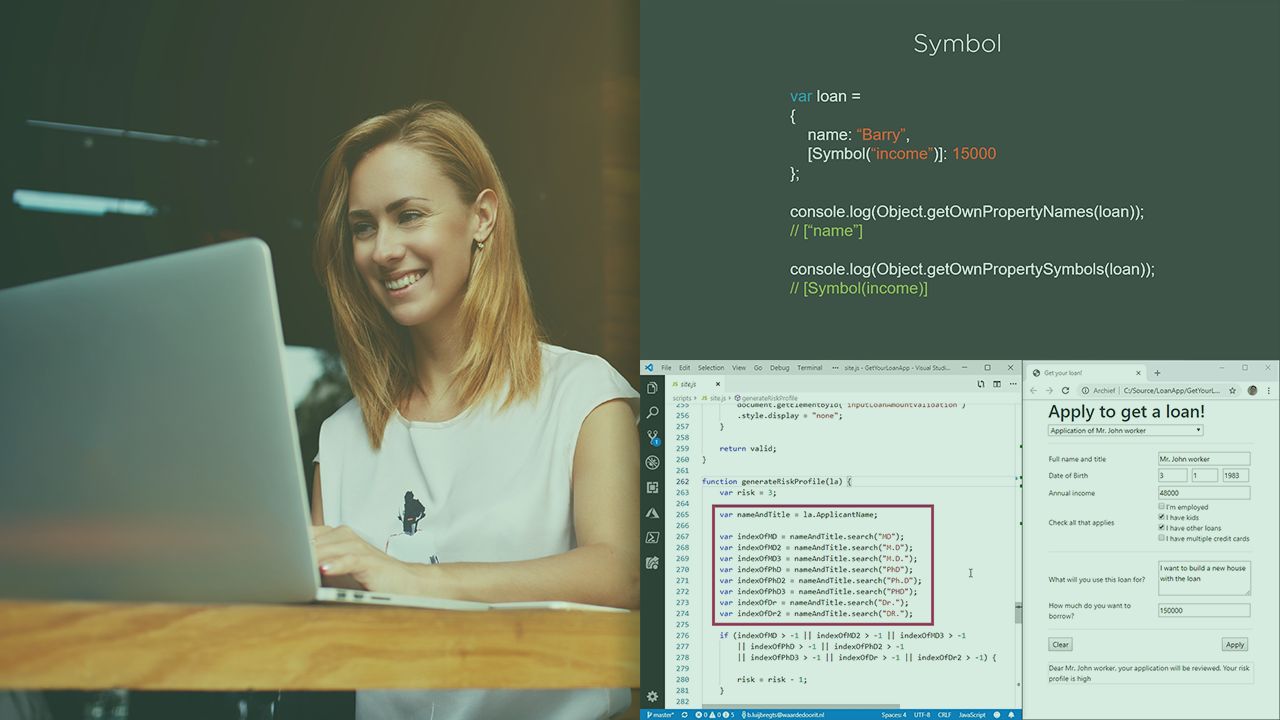 Symbol
var loan =
{
name: “Barry”,
[Symbol(“income”)]: 15000
};
console.log(Object.getOwnPropertyNames(loan));
// [“name”]
console.log(Object.getOwnPropertySymbols(loan));
// [Symbol(income)]
File Edit Selection View Go Debug Terminal ··· site.js - GetYourLoanApp - Visual Studi...
JS site.js ×
scripts › JS site.js › generateRiskProfile
255 document.getElementById("inputLoanAmountValidation")
256 .style.display = "none";
257 }
258
259 return valid;
260 }
261
262 function generateRiskProfile(la) {
263 var risk = 3;
264
265 var nameAndTitle = la.ApplicantName;
266
267 var indexOfMD = nameAndTitle.search("MD");
268 var indexOfMD2 = nameAndTitle.search("M.D");
269 var indexOfMD3 = nameAndTitle.search("M.D.");
270 var indexOfPhD = nameAndTitle.search("PhD");
271 var indexOfPhD2 = nameAndTitle.search("Ph.D");
272 var indexOfPhD3 = nameAndTitle.search("PHD");
273 var indexOfDr = nameAndTitle.search("Dr.");
274 var indexOfDr2 = nameAndTitle.search("DR.");
275
276 if (indexOfMD > -1 || indexOfMD2 > -1 || indexOfMD3 > -1
277 || indexOfPhD > -1 || indexOfPhD2 > -1
278 || indexOfPhD3 > -1 || indexOfDr > -1 || indexOfDr2 > -1) {
279
280 risk = risk - 1;
281 }
282
master* 0 0 5 b.luijbregts@waardedoorit.nl Spaces: 4 UTF-8 CRLF JavaScript
Get your loan! × +
Archief C:/Source/LoanApp/GetYourL...
Apply to get a loan!
Application of Mr. John worker
Full name and title Mr. John worker
Date of Birth 3 1 1983
Annual income 48000
Check all that applies
I'm employed
I have kids
I have other loans
I have multiple credit cards
What will you use this loan for? I want to build a new house
with the loan
How much do you want to
borrow? 150000
Clear Apply
Dear Mr. John worker, your application will be reviewed. Your risk
profile is high